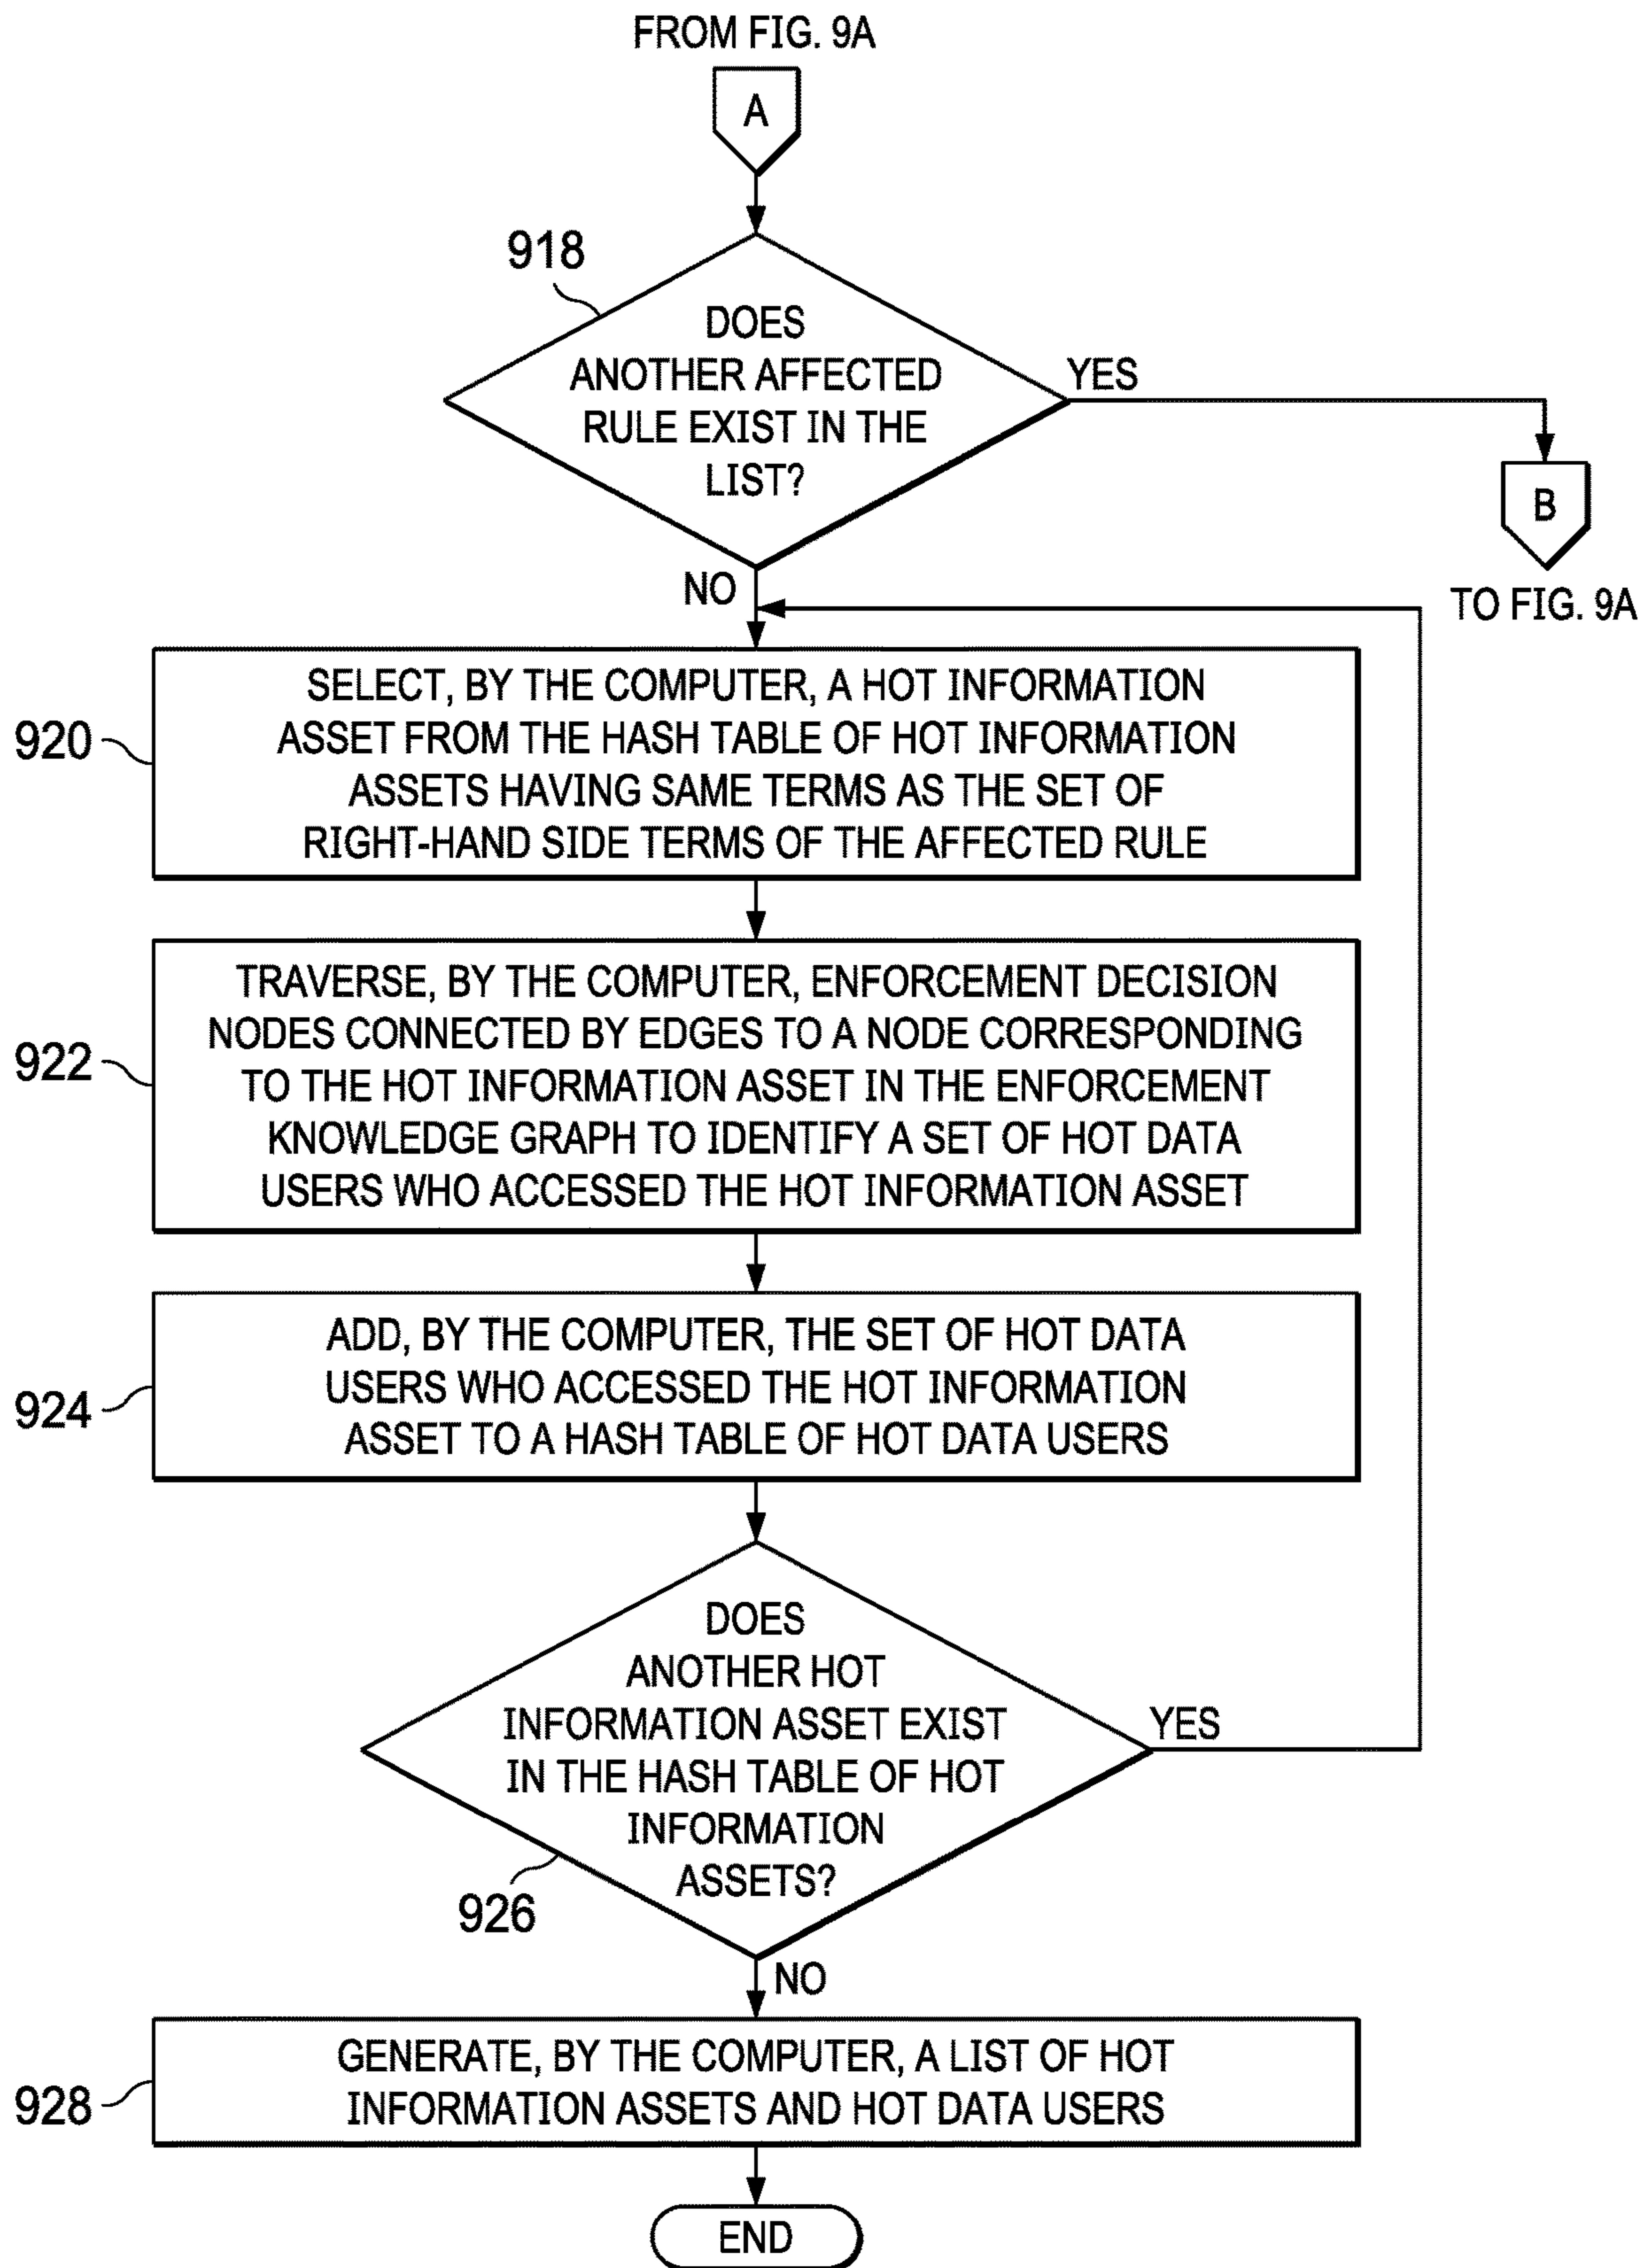 FROM FIG. 9A
A
918
DOES
ANOTHER AFFECTED
RULE EXIST IN THE
LIST?
YES
B
TO FIG. 9A
NO
920
SELECT, BY THE COMPUTER, A HOT INFORMATION
ASSET FROM THE HASH TABLE OF HOT INFORMATION
ASSETS HAVING SAME TERMS AS THE SET OF
RIGHT-HAND SIDE TERMS OF THE AFFECTED RULE
922
TRAVERSE, BY THE COMPUTER, ENFORCEMENT DECISION
NODES CONNECTED BY EDGES TO A NODE CORRESPONDING
TO THE HOT INFORMATION ASSET IN THE ENFORCEMENT
KNOWLEDGE GRAPH TO IDENTIFY A SET OF HOT DATA
USERS WHO ACCESSED THE HOT INFORMATION ASSET
924
ADD, BY THE COMPUTER, THE SET OF HOT DATA
USERS WHO ACCESSED THE HOT INFORMATION
ASSET TO A HASH TABLE OF HOT DATA USERS
DOES
ANOTHER HOT
INFORMATION ASSET EXIST
IN THE HASH TABLE OF HOT
INFORMATION
ASSETS?
YES
926
NO
928
GENERATE, BY THE COMPUTER, A LIST OF HOT
INFORMATION ASSETS AND HOT DATA USERS
END